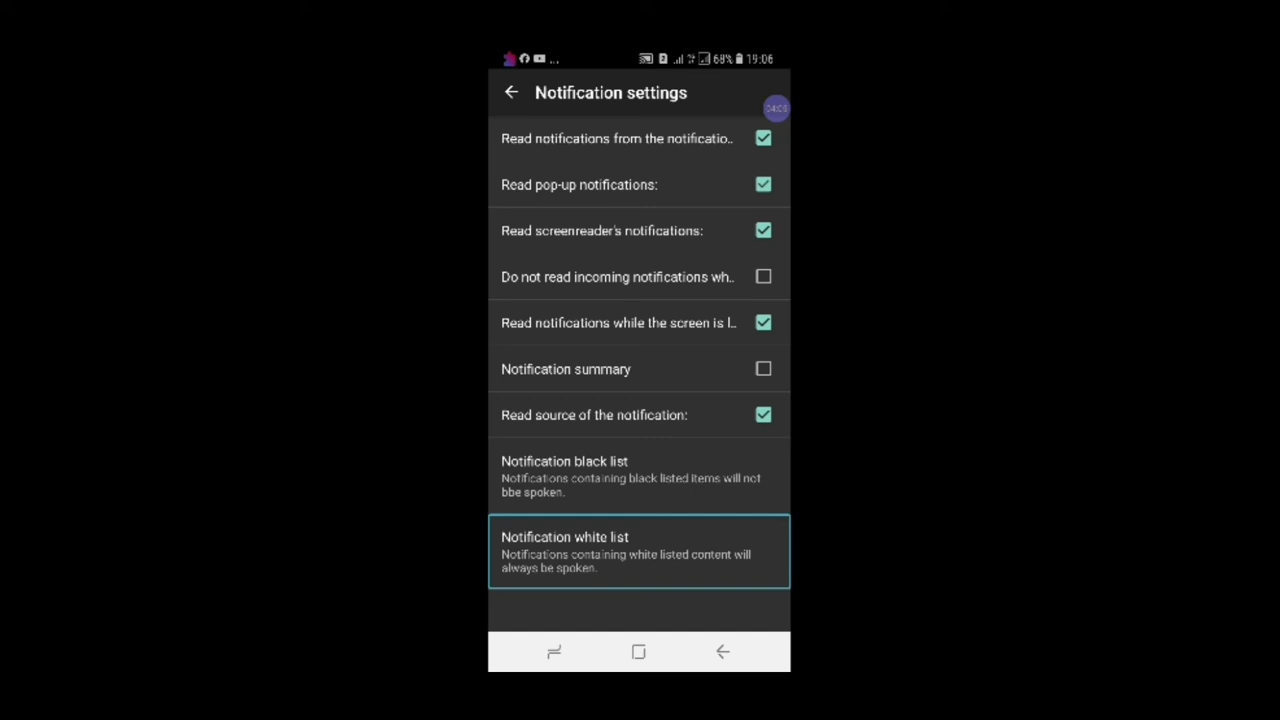 ... 68% 19:06
Notification settings
Read notifications from the notificatio..
Read pop-up notifications:
Read screenreader's notifications:
Do not read incoming notifications wh..
Read notifications while the screen is l..
Notification summary
Read source of the notification:
Notification black list
Notifications containing black listed items will not
bbe spoken.
Notification white list
Notifications containing white listed content will
always be spoken.